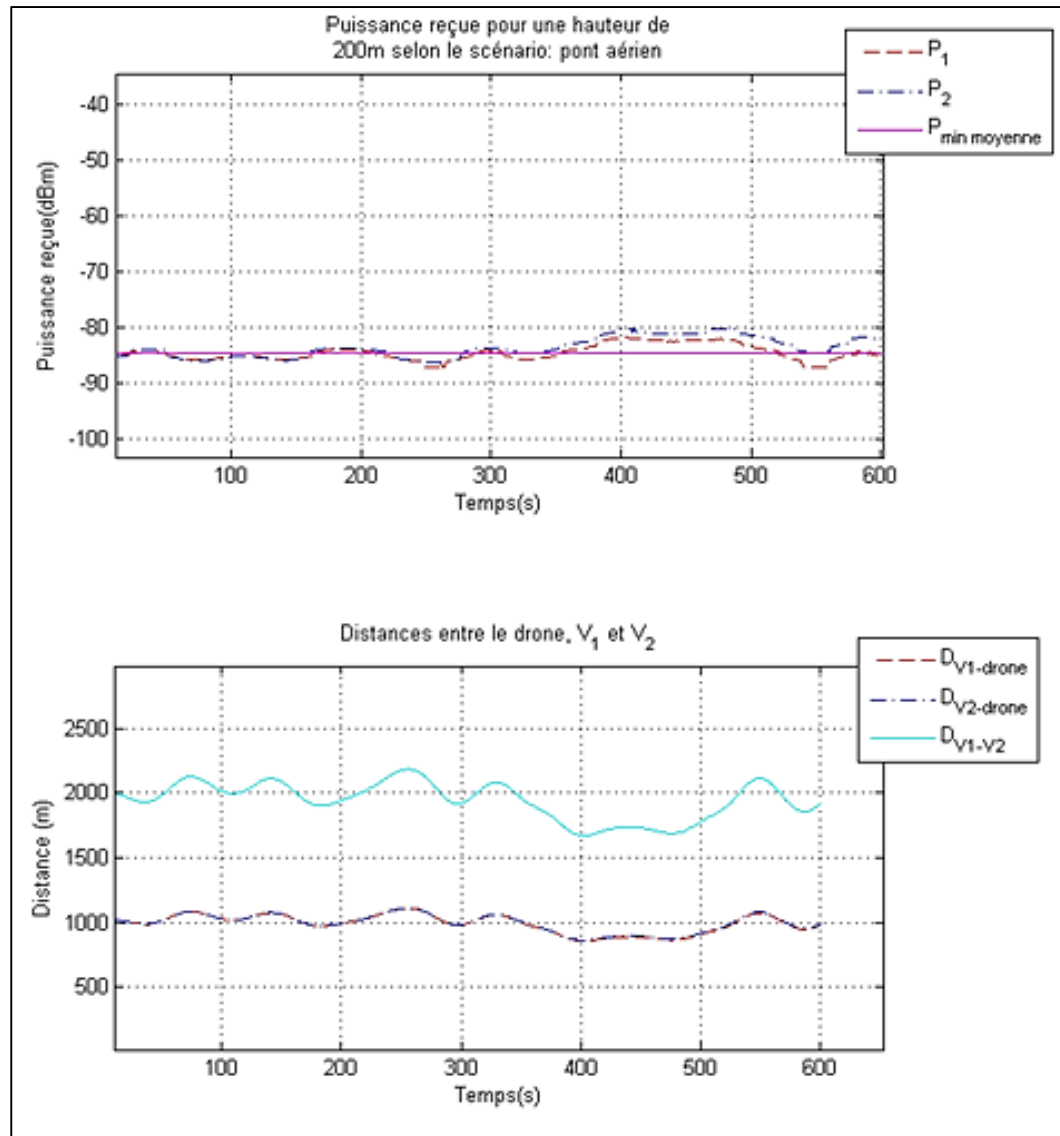 Puissance reçue pour une hauteur de
200m selon le scénario: pont aérien
P1
P2
Pmin moyenne
Puissance reçue(dBm)
-40
-50
-60
-70
-80
-90
-100
100 200 300 400 500 600
Temps(s)
Distances entre le drone, V1 et V2
DV1-drone
DV2-drone
DV1-V2
Distance (m)
2500
2000
1500
1000
500
100 200 300 400 500 600
Temps(s)